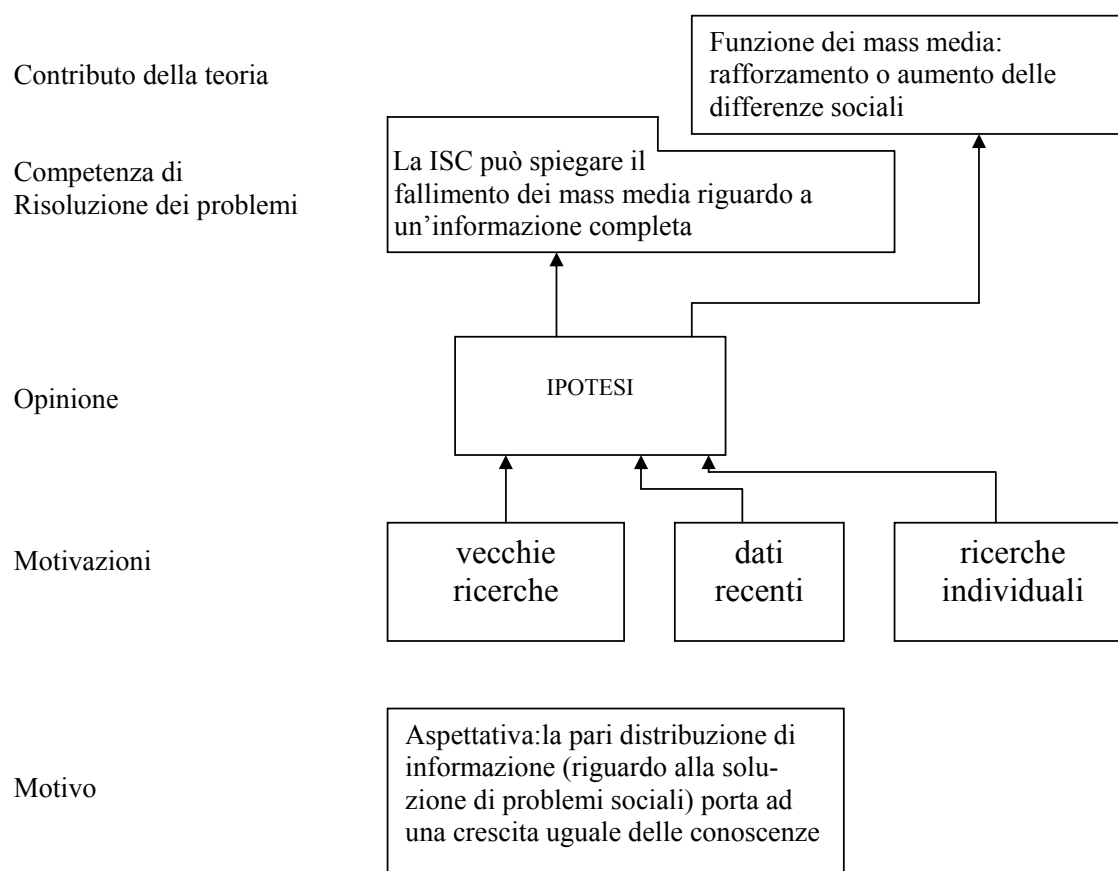 Contributo della teoria
Funzione dei mass media:
rafforzamento o aumento delle
differenze sociali
Competenza di
Risoluzione dei problemi
La ISC può spiegare il
fallimento dei mass media riguardo a
un'informazione completa
Opinione
IPOTESI
Motivazioni
vecchie
ricerche
dati
recenti
ricerche
individuali
Motivo
Aspettativa:la pari distribuzione di
informazione (riguardo alla solu-
zione di problemi sociali) porta ad
una crescita uguale delle conoscenze